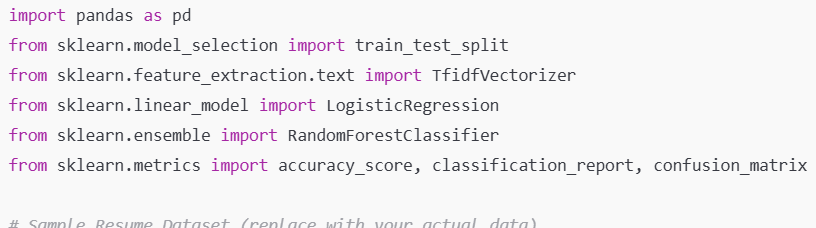 import pandas as pd
from sklearn.model_selection import train_test_split
from sklearn.feature_extraction.text import TfidfVectorizer
from sklearn.linear_model import LogisticRegression
from sklearn.ensemble import RandomForestClassifier
from sklearn.metrics import accuracy_score, classification_report, confusion_matrix
# Sample Resume Dataset (replace with your actual data)